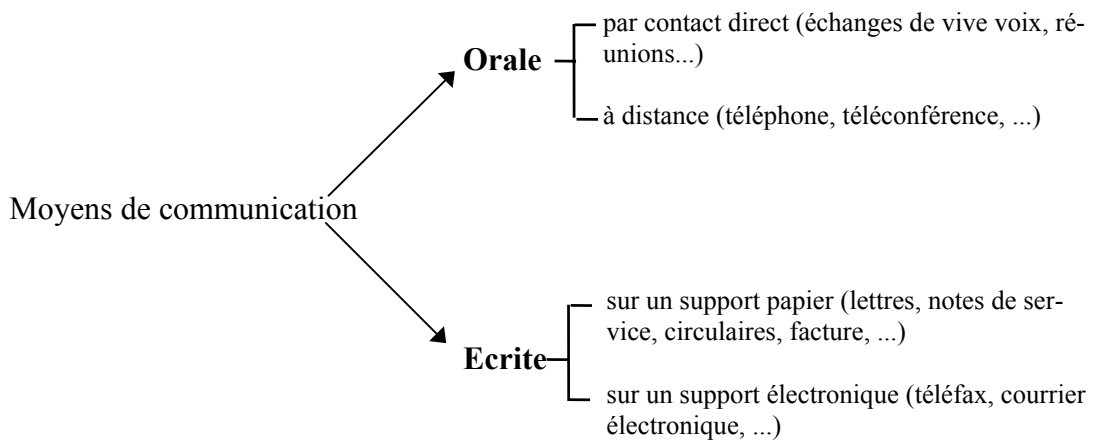 par contact direct (échanges de vive voix, ré-
unions...)
Orale
à distance (téléphone, téléconférence, ...)
Moyens de communication
sur un support papier (lettres, notes de ser-
vice, circulaires, facture, ...)
Ecrite
sur un support électronique (téléfax, courrier
électronique, ...)